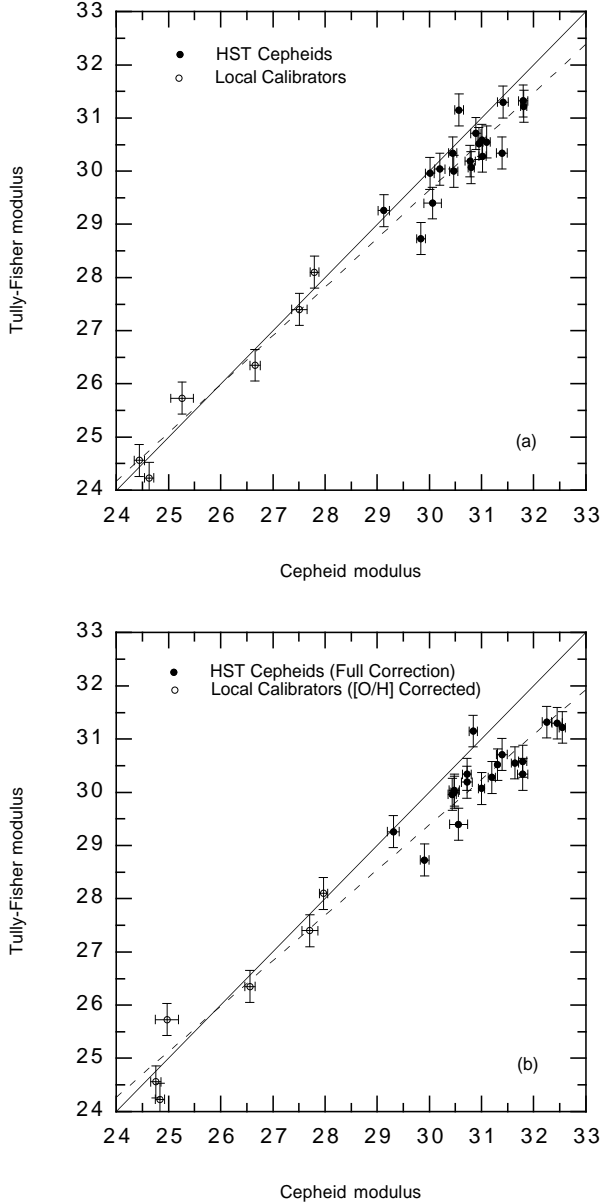 33
32
31
30
29
28
27
26
25
24
HST Cepheids
Local Calibrators
Tully-Fisher modulus
(a)
24 25 26 27 28 29 30 31 32 33
Cepheid modulus
33
32
31
30
29
28
27
26
25
24
HST Cepheids (Full Correction)
Local Calibrators ([O/H] Corrected)
Tully-Fisher modulus
(b)
24 25 26 27 28 29 30 31 32 33
Cepheid modulus